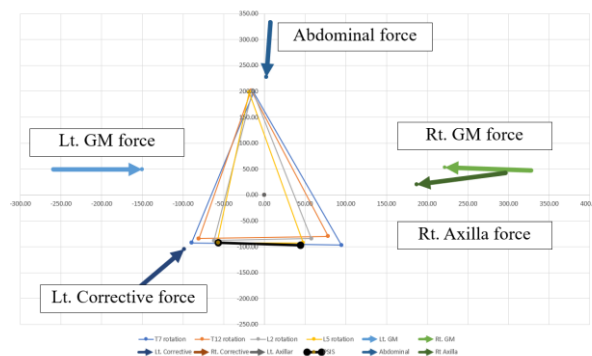 350.00
300.00
Abdominal force
250.00
200.00
150.00
Lt. GM force
Rt. GM force
100.00
50.00
0.00
-300.00 -250.00 -200.00 -150.00 -100.00 -50.00 0.00 50.00 100.00 150.00 200.00 250.00 300.00 350.00 400.
-50.00
Rt. Axilla force
-100.00
-150.00
Lt. Corrective force
-200.00
-250.00
T7 rotation T12 rotation L2 rotation L5 rotation Lt. GM Rt. GM
Lt. Corrective Rt. Corrective Lt. Axillar Abdominal Rt Axilla